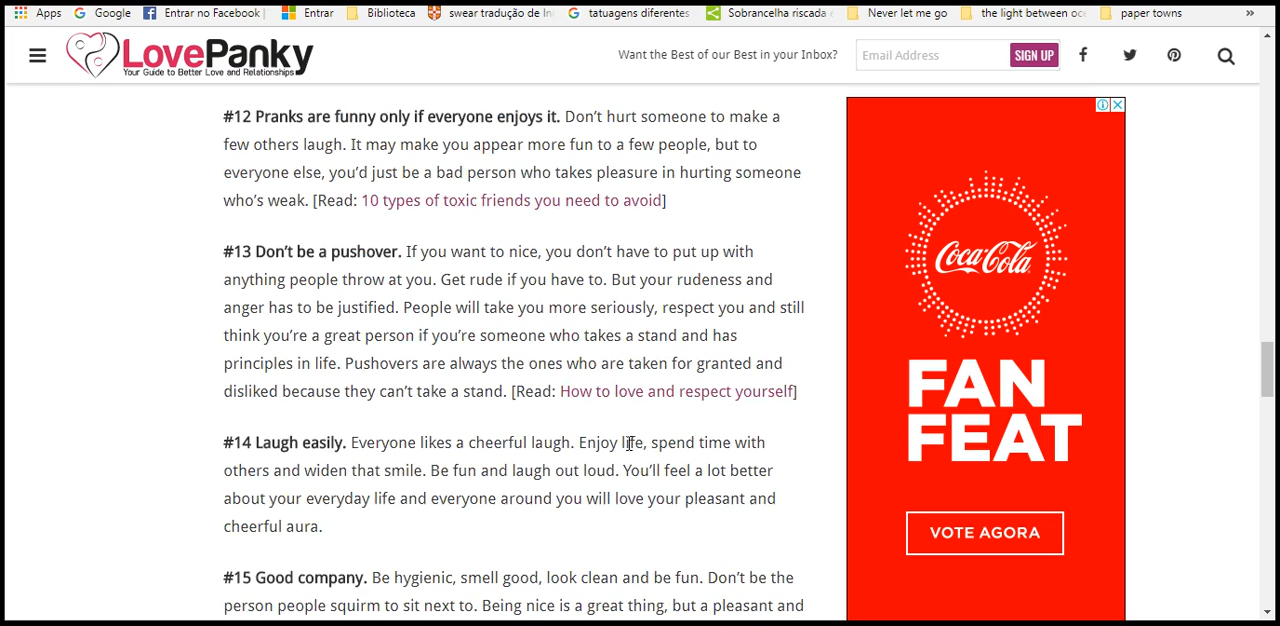 Apps Google Entrar no Facebook Entrar Biblioteca swear tradução de In tatuagens diferentes Sobrancelha riscada Never let me go the light between oce paper towns »
LovePanky
Your Guide to Better Love and Relationships
Want the Best of our Best in your Inbox? Email Address SIGN UP
#12 Pranks are funny only if everyone enjoys it. Don’t hurt someone to make a
few others laugh. It may make you appear more fun to a few people, but to
everyone else, you’d just be a bad person who takes pleasure in hurting someone
who’s weak. [Read: 10 types of toxic friends you need to avoid]
#13 Don’t be a pushover. If you want to nice, you don’t have to put up with
anything people throw at you. Get rude if you have to. But your rudeness and
anger has to be justified. People will take you more seriously, respect you and still
think you’re a great person if you’re someone who takes a stand and has
principles in life. Pushovers are always the ones who are taken for granted and
disliked because they can’t take a stand. [Read: How to love and respect yourself]
#14 Laugh easily. Everyone likes a cheerful laugh. Enjoy life, spend time with
others and widen that smile. Be fun and laugh out loud. You’ll feel a lot better
about your everyday life and everyone around you will love your pleasant and
cheerful aura.
#15 Good company. Be hygienic, smell good, look clean and be fun. Don’t be the
person people squirm to sit next to. Being nice is a great thing, but a pleasant and
Coca-Cola
FAN
FEAT
VOTE AGORA